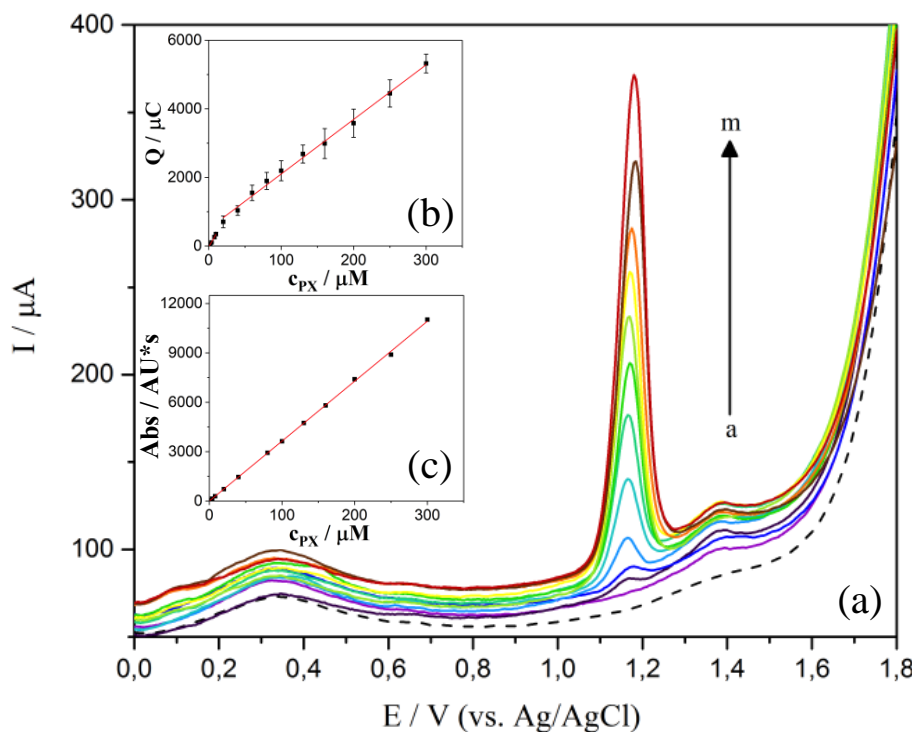 400
300
200
100
I / μA
0,0 0,2 0,4 0,6 0,8 1,0 1,2 1,4 1,6 1,8
E / V (vs. Ag/AgCl)
(a)
m
a
6000
4000
2000
0
Q / μC
0 100 200 300
cPX / μM
(b)
12000
9000
6000
3000
0
Abs / AU*s
0 100 200 300
cPX / μM
(c)